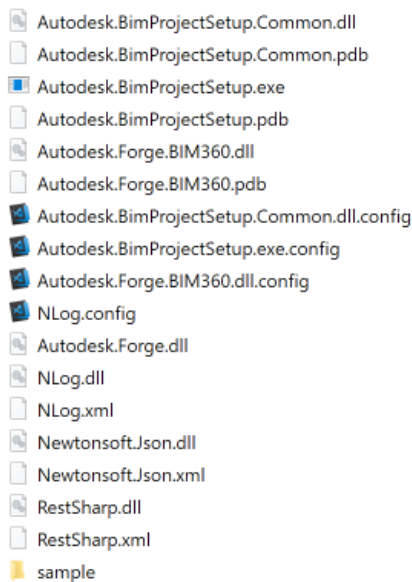 Autodesk.BimProjectSetup.Common.dll
Autodesk.BimProjectSetup.Common.pdb
Autodesk.BimProjectSetup.exe
Autodesk.BimProjectSetup.pdb
Autodesk.Forge.BIM360.dll
Autodesk.Forge.BIM360.pdb
Autodesk.BimProjectSetup.Common.dll.config
Autodesk.BimProjectSetup.exe.config
Autodesk.Forge.BIM360.dll.config
NLog.config
Autodesk.Forge.dll
NLog.dll
NLog.xml
Newtonsoft.Json.dll
Newtonsoft.Json.xml
RestSharp.dll
RestSharp.xml
sample